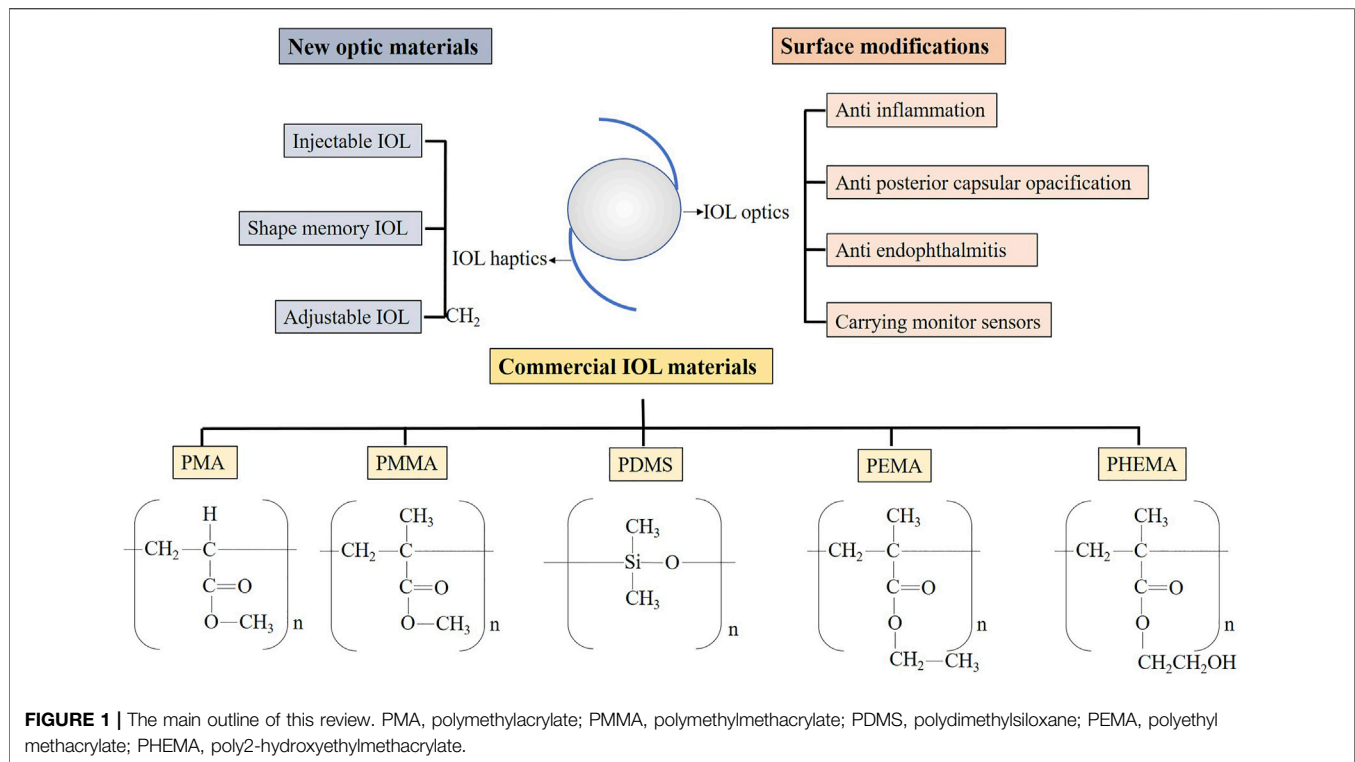 New optic materials
Surface modifications
Injectable IOL
Shape memory IOL
Adjustable IOL
CH2
IOL haptics
IOL optics
Anti inflammation
Anti posterior capsular opacification
Anti endophthalmitis
Carrying monitor sensors
Commercial IOL materials
PMA
PMMA
PDMS
PEMA
PHEMA
H
CH2—C
C=O
O—CH3
n
CH3
CH2—C
C=O
O—CH3
n
CH3
Si—O
CH3
n
CH3
CH2—C
C=O
O
CH2—CH3
n
CH3
CH2—C
C=O
O
CH2CH2OH
n
FIGURE 1 | The main outline of this review. PMA, polymethylacrylate; PMMA, polymethylmethacrylate; PDMS, polydimethylsiloxane; PEMA, polyethyl
methacrylate; PHEMA, poly2-hydroxyethylmethacrylate.